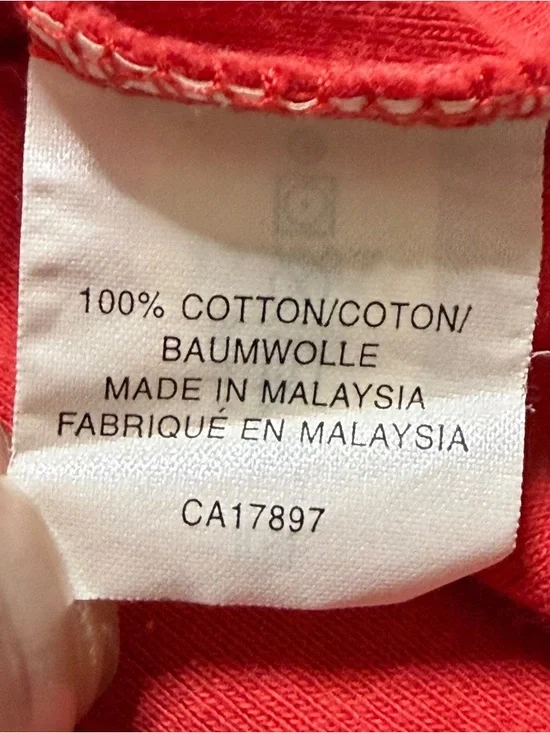 100% COTTON/COTON/
BAUMWOLLE
MADE IN MALAYSIA
FABRIQUÉ EN MALAYSIA
CA17897